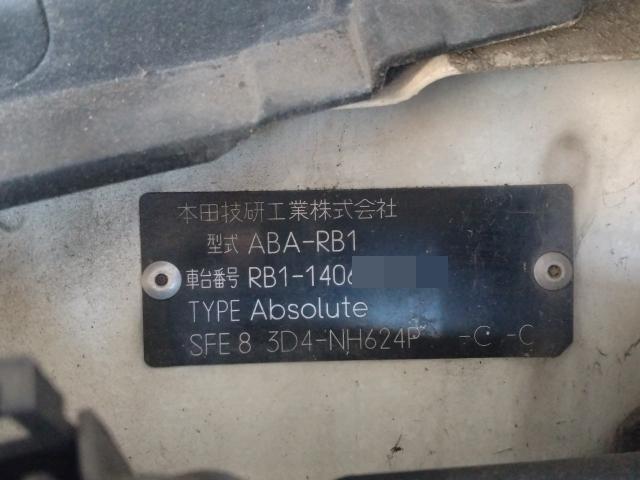 本田技研工業株式会社
型式 ABA-RB1
車台番号 RB1-1406
TYPE Absolute
SFE 8 3D4-NH624P -C -C